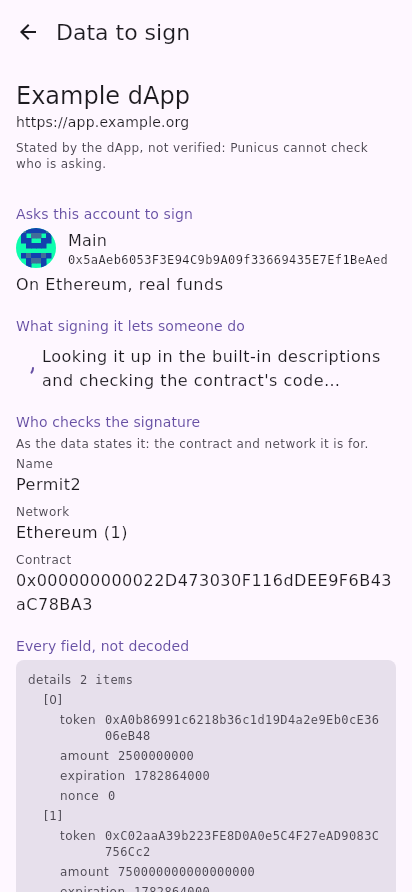 Data to sign
Example dApp
https://app.example.org
Stated by the dApp, not verified: Punicus cannot check
who is asking.
Asks this account to sign
Main
0x5aAeb6053F3E94C9b9A09f33669435E7Ef1BeAed
On Ethereum, real funds
What signing it lets someone do
Looking it up in the built-in descriptions
and checking the contract's code…
Who checks the signature
As the data states it: the contract and network it is for.
Name
Permit2
Network
Ethereum (1)
Contract
0x000000000022D473030F116dDEE9F6B43
aC78BA3
Every field, not decoded
details 2 items
[0]
token 0xA0b86991c6218b36c1d19D4a2e9Eb0cE36
06eB48
amount 2500000000
expiration 1782864000
nonce 0
[1]
token 0xC02aaA39b223FE8D0A0e5C4F27eAD9083C
756Cc2
amount 750000000000000000
expiration 1782864000